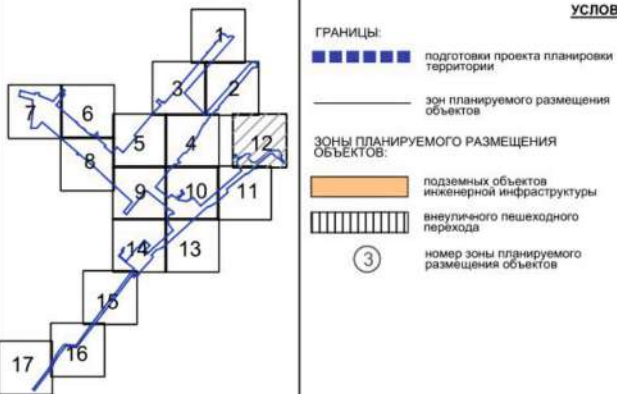 1
3
2
7
6
5
4
12
8
9
10
11
14
13
15
16
17
УСЛОВ
ГРАНИЦЫ:
подготовки проекта планировки
территории
зон планируемого размещения
объектов
ЗОНЫ ПЛАНИРУЕМОГО РАЗМЕЩЕНИЯ
ОБЪЕКТОВ:
подземных объектов
инженерной инфраструктуры
внеуличного пешеходного
перехода
3
номер зоны планируемого
размещения объектов